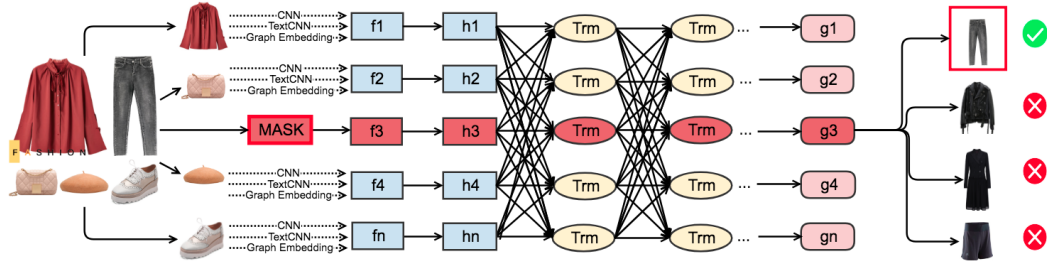 CNN
TextCNN
Graph Embedding
f1 h1 Trm Trm ... g1
CNN
TextCNN
Graph Embedding
f2 h2 Trm Trm ... g2
MASK f3 h3 Trm Trm ... g3
FASHION
CNN
TextCNN
Graph Embedding
f4 h4 Trm Trm ... g4
CNN
TextCNN
Graph Embedding
fn hn Trm Trm ... gn